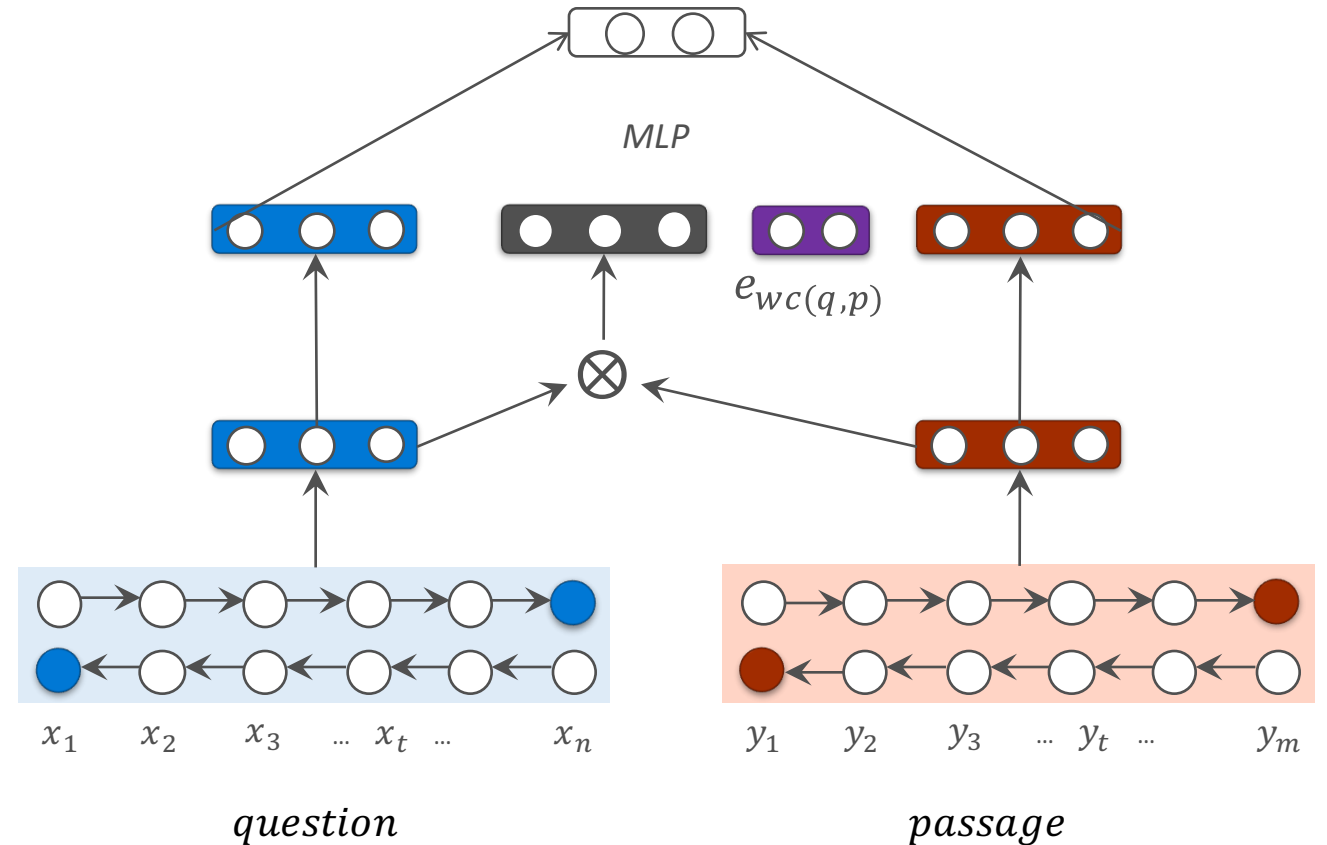 MLP
e_{wc(q,p)}
x_1 x_2 x_3 ... x_t ... x_n
y_1 y_2 y_3 ... y_t ... y_m
question
passage